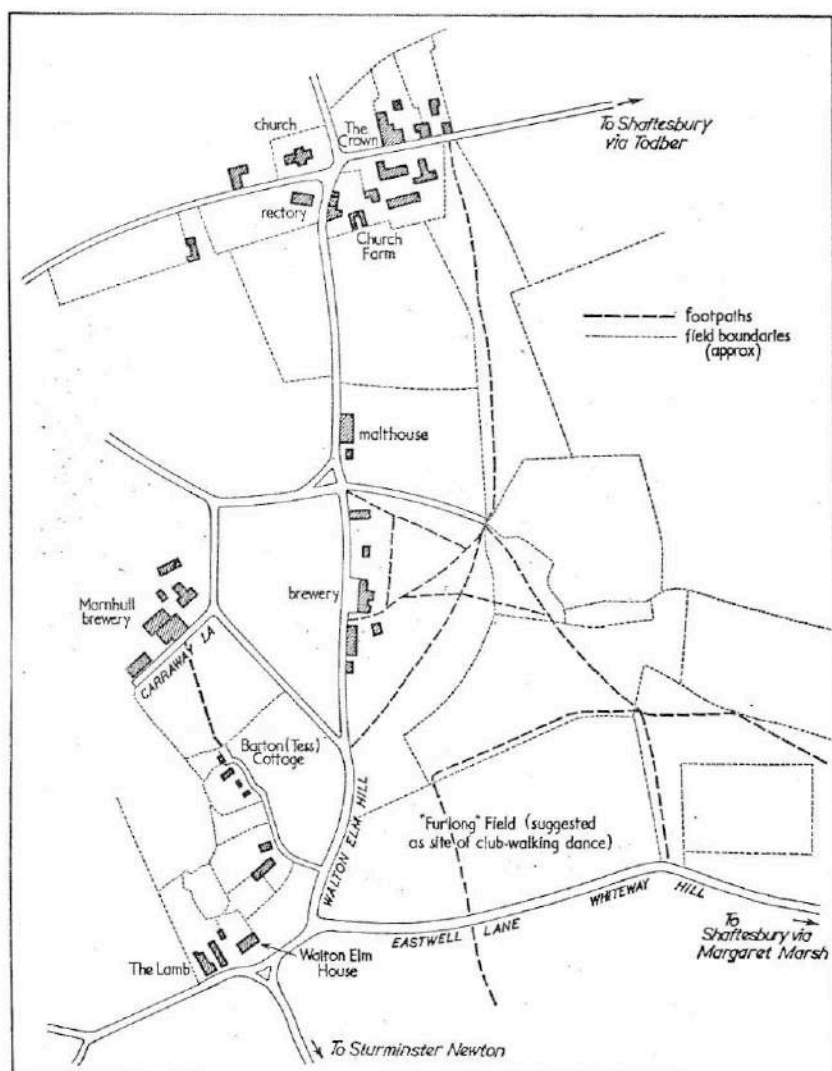 church
The
Crown
To Shaftesbury
via Todber
rectory
Church
Farm
footpaths
field boundaries
(approx)
malthouse
brewery
Marnhull
brewery
CARRAWAY LA
Barton (Tess)
Cottage
WALTON ELM HILL
"Furlong" Field (suggested
as site of club-walking dance)
EASTWELL LANE
WHITEWAY HILL
To
Shaftesbury via
Margaret Marsh
The Lamb
Walton Elm
House
To Sturminster Newton